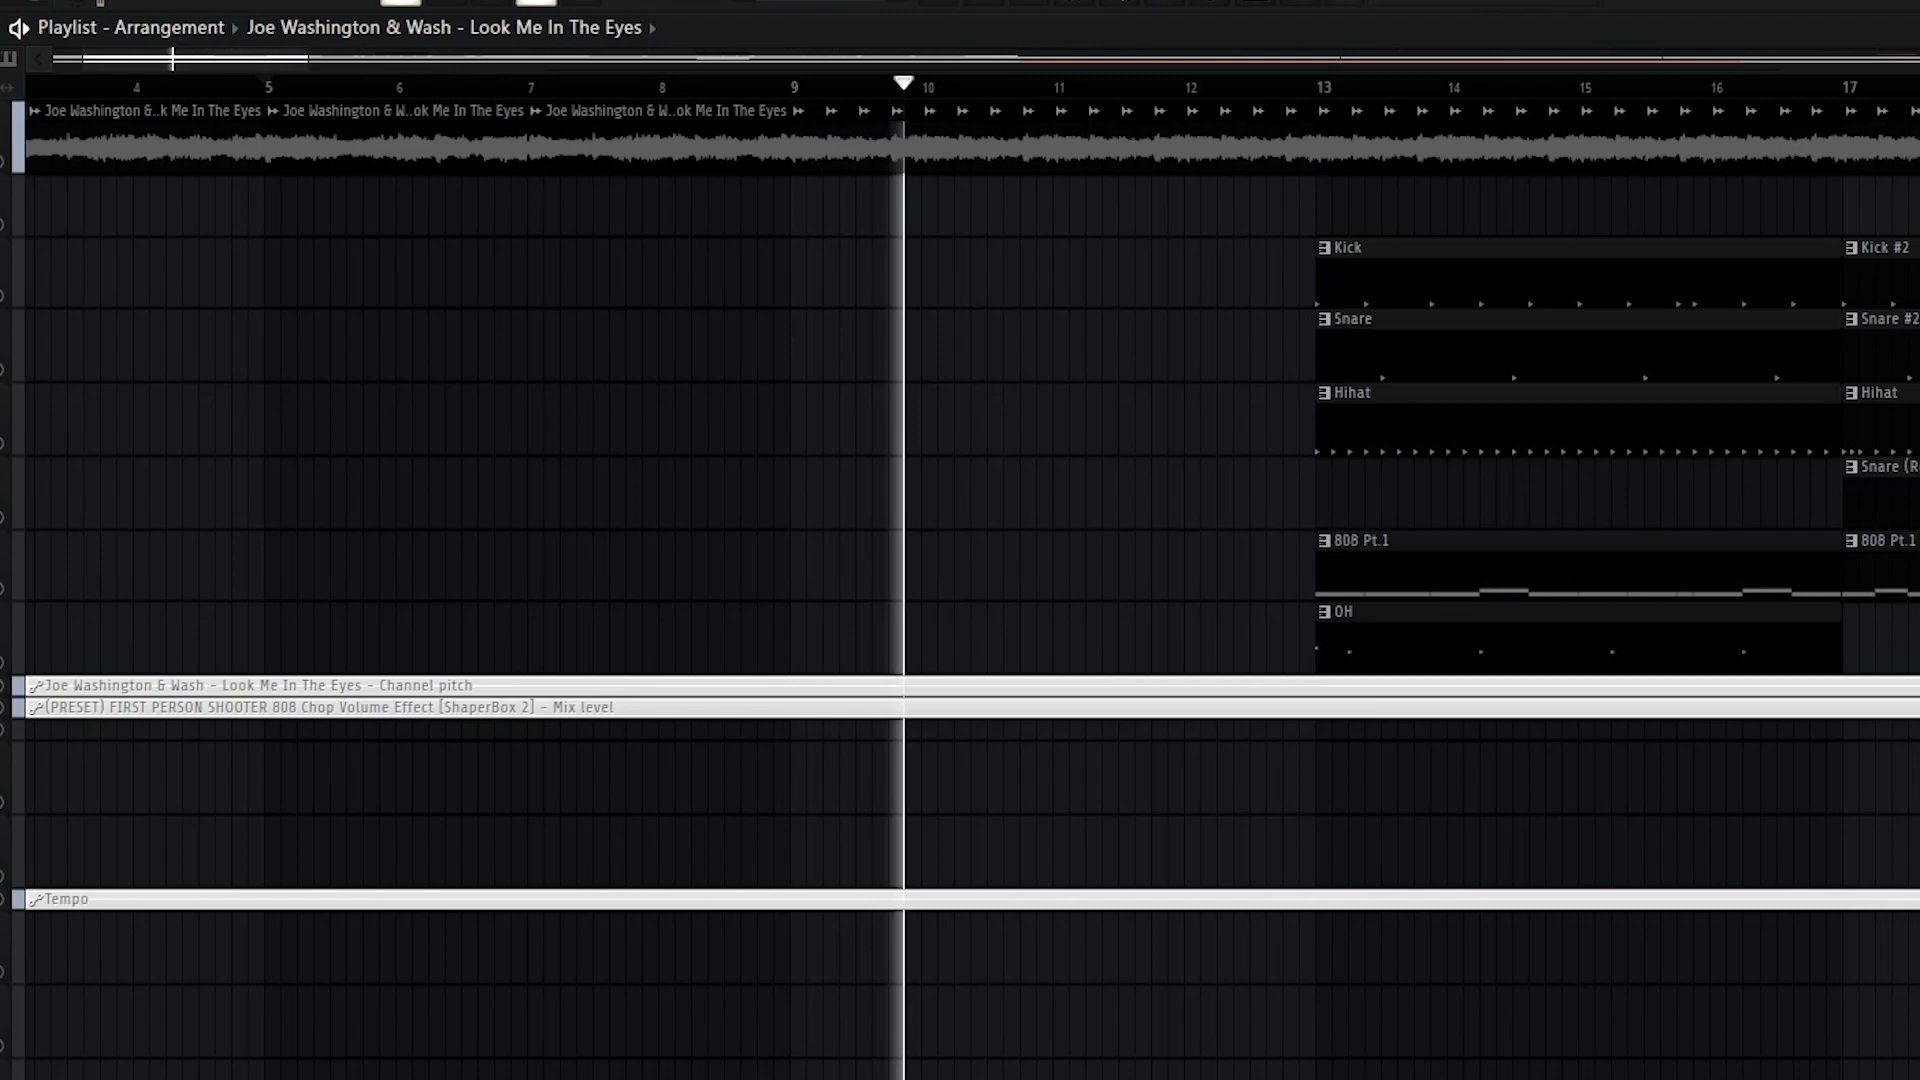 Playlist - Arrangement ▸ Joe Washington & Wash - Look Me In The Eyes ▸
4 5 6 7 8 9 10 11 12 13 14 15 16 17
Joe Washington &..k Me In The Eyes Joe Washington & W..ok Me In The Eyes Joe Washington & W..ok Me In The Eyes
Kick Kick #2
Snare Snare #2
Hihat Hihat
Snare (R
808 Pt.1 808 Pt.1
OH
Joe Washington & Wash - Look Me In The Eyes - Channel pitch
(PRESET) FIRST PERSON SHOOTER 808 Chop Volume Effect [ShaperBox 2] - Mix level
Tempo